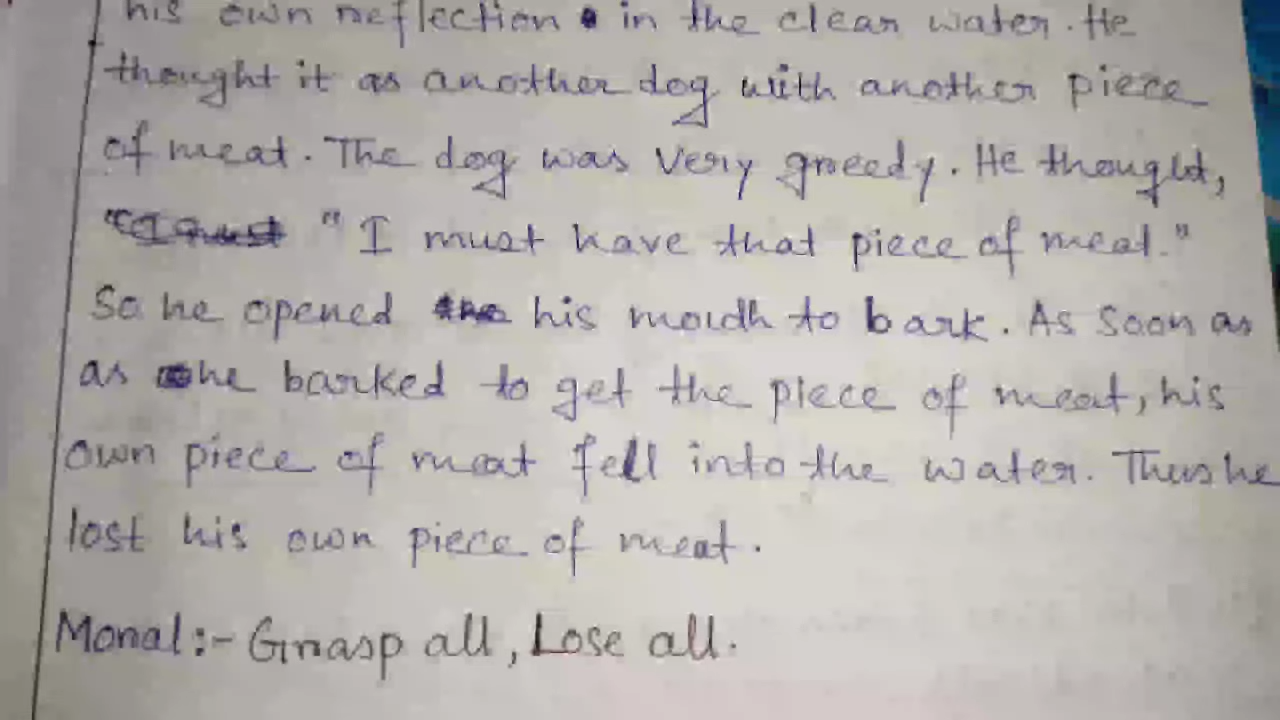 his own reflection in the clear water. He
thought it as another dog with another piece
of meat. The dog was very greedy. He thought,
"I must have that piece of meat."
So he opened his mouth to bark. As soon as
as he barked to get the piece of meat, his
own piece of meat fell into the water. Thus he
lost his own piece of meat.
Moral:- Grasp all, Lose all.